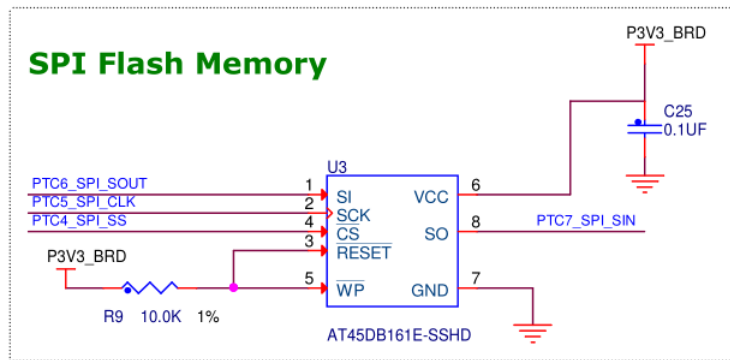 P3V3_BRD
SPI Flash Memory
C25
0.1UF
U3
PTC6_SPI_SOUT 1 SI VCC 6
PTC5_SPI_CLK 2 SCK
PTC4_SPI_SS 4 CS SO 8 PTC7_SPI_SIN
3 RESET
P3V3_BRD
5 WP GND 7
R9 10.0K 1%
AT45DB161E-SSHD